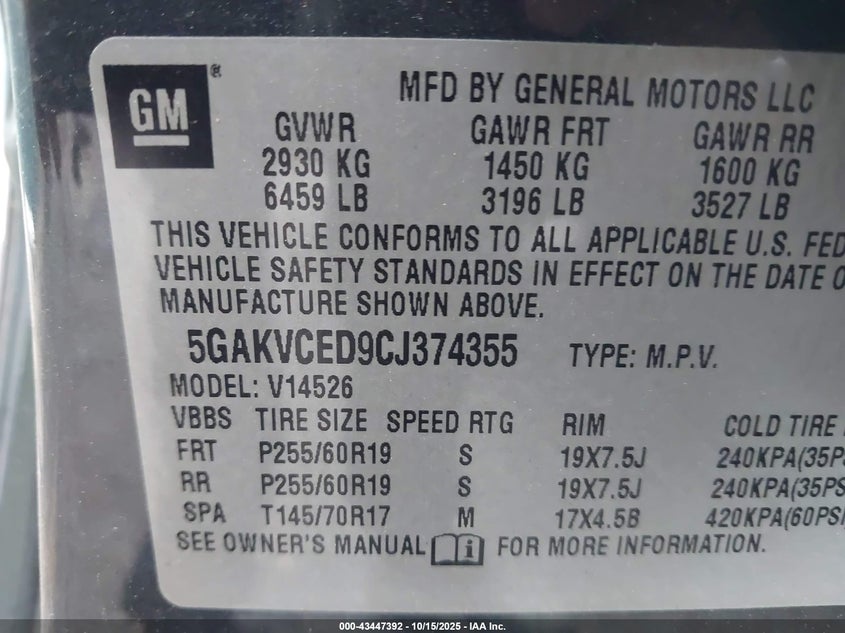 GM ®
MFD BY GENERAL MOTORS LLC
GVWR GAWR FRT GAWR RR
2930 KG 1450 KG 1600 KG
6459 LB 3196 LB 3527 LB
THIS VEHICLE CONFORMS TO ALL APPLICABLE U.S. FED
VEHICLE SAFETY STANDARDS IN EFFECT ON THE DATE O
MANUFACTURE SHOWN ABOVE.
5GAKVCED9CJ374355 TYPE: M.P.V.
MODEL: V14526
VBBS TIRE SIZE SPEED RTG RIM COLD TIRE
FRT P255/60R19 S 19X7.5J 240KPA(35PS
RR P255/60R19 S 19X7.5J 240KPA(35PS
SPA T145/70R17 M 17X4.5B 420KPA(60PSI
SEE OWNER'S MANUAL i FOR MORE INFORMATION.
000-43447392 - 10/15/2025 - IAA Inc.